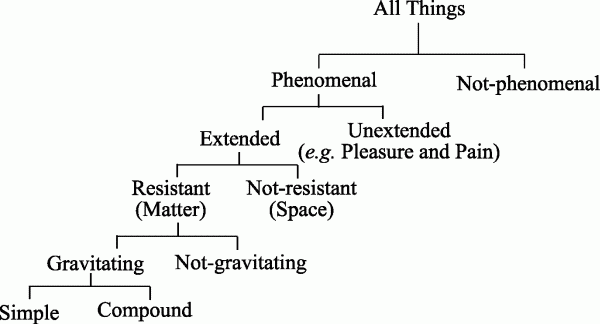 All Things
Phenomenal
Not-phenomenal
Extended
Unextended
(e.g. Pleasure and Pain)
Resistant
(Matter)
Not-resistant
(Space)
Gravitating
Not-gravitating
Simple
Compound